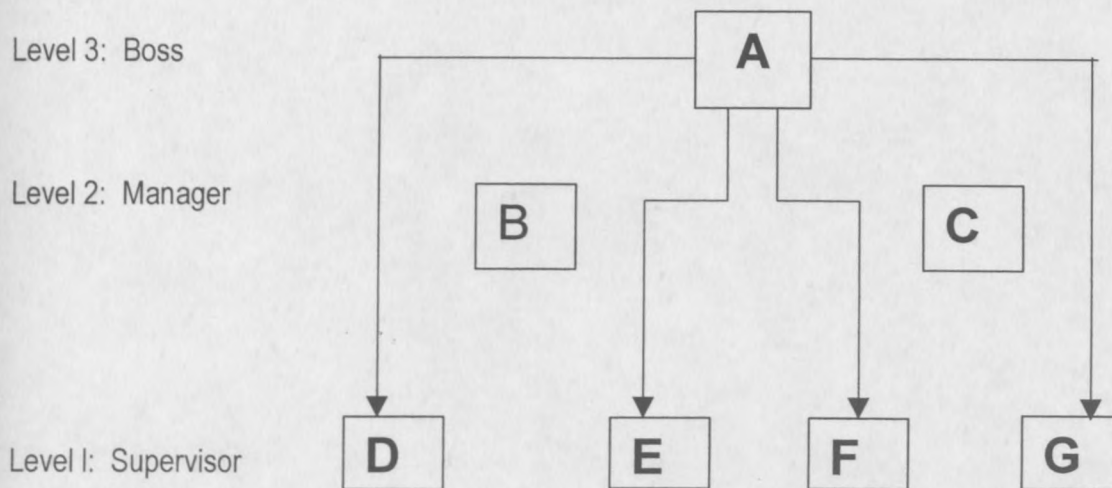 Level 3: Boss
A
Level 2: Manager
B
C
Level I: Supervisor
D
E
F
G